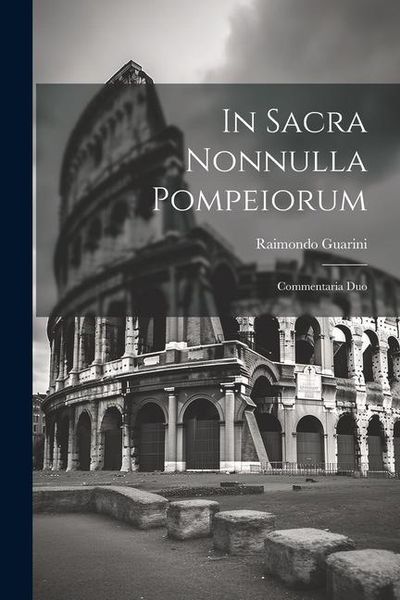 In Sacra
Nonnulla
Pompeiorum
Raimondo Guarini
Commentaria Duo